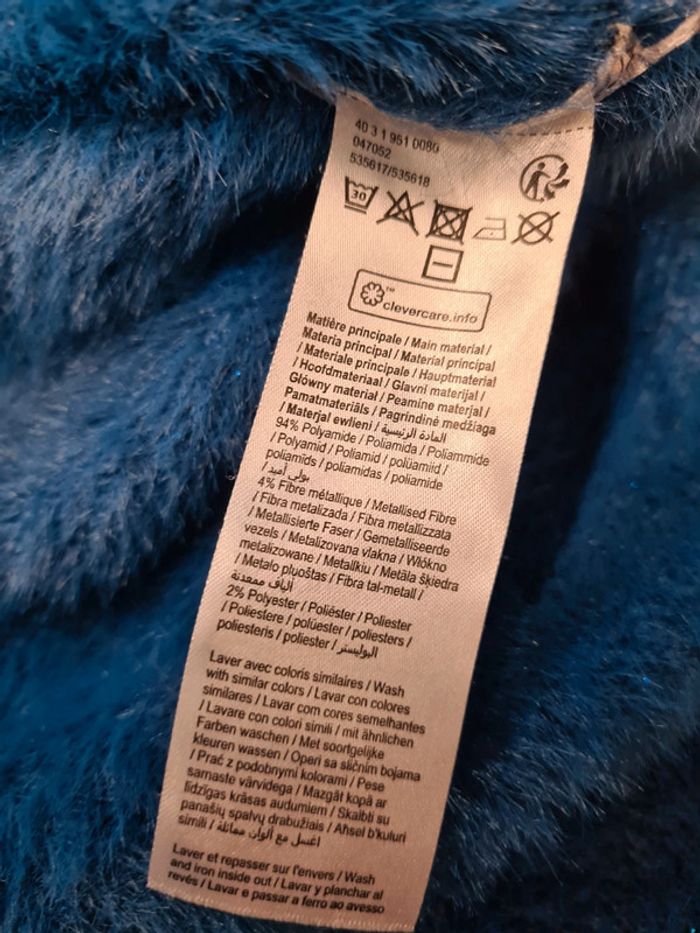 40 3 1 951 0080
047052
535617/535618
30
clevercare.info
Matière principale / Main material /
Materia principal / Material principal
/ Materiale principale / Hauptmaterial
/ Hoofdmateriaal / Glavni materijal /
Główny materiał / Peamine materjal /
Pamatmateriāls / Pagrindinė medžiaga
/ Materjal ewlieni / المادة الرئيسية
94% Polyamide / Poliamida / Poliammide
/ Polyamid / Poliamid / polüamiid /
poliamīds / poliamidas / poliamide
/ بولي أميد
4% Fibre métallique / Metallised Fibre
/ Fibra metalizada / Fibra metallizzata
/ Metallisierte Faser / Gemetalliseerde
vezels / Metalizovana vlakna / Włókno
metalizowane / Metallkiu / Metāla šķiedra
/ Metalo pluoštas / Fibra tal-metall /
ألياف ممعدنة
2% Polyester / Poliéster / Poliester
/ Poliestere / polüester / poliesters /
poliesteris / poliester / البوليستر
Laver avec coloris similaires / Wash
with similar colors / Lavar con colores
similares / Lavar com cores semelhantes
/ Lavare con colori simili / mit ähnlichen
Farben waschen / Met soortgelijke
kleuren wassen / Operi sa sličnim bojama
/ Prać z podobnymi kolorami / Pese
samaste värvidega / Mazgāt kopā ar
līdzīgas krāsas audumiem / Skalbti su
panašių spalvų drabužiais / Aħsel b'kuluri
simili / اغسل مع ألوان مماثلة
Laver et repasser sur l'envers / Wash
and iron inside out / Lavar y planchar al
revés / Lavar e passar a ferro ao avesso